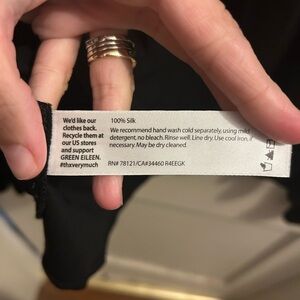 We'd like our
clothes back.
Recycle them at
our US stores
and support
GREEN EILEEN.
#thxverymuch
100% Silk
We recommend hand wash cold separately, using mild
detergent, no bleach. Rinse well. Line dry. Use cool Iron, if
necessary. May be dry cleaned.
RN# 78121/CA#34460 R4EEGK